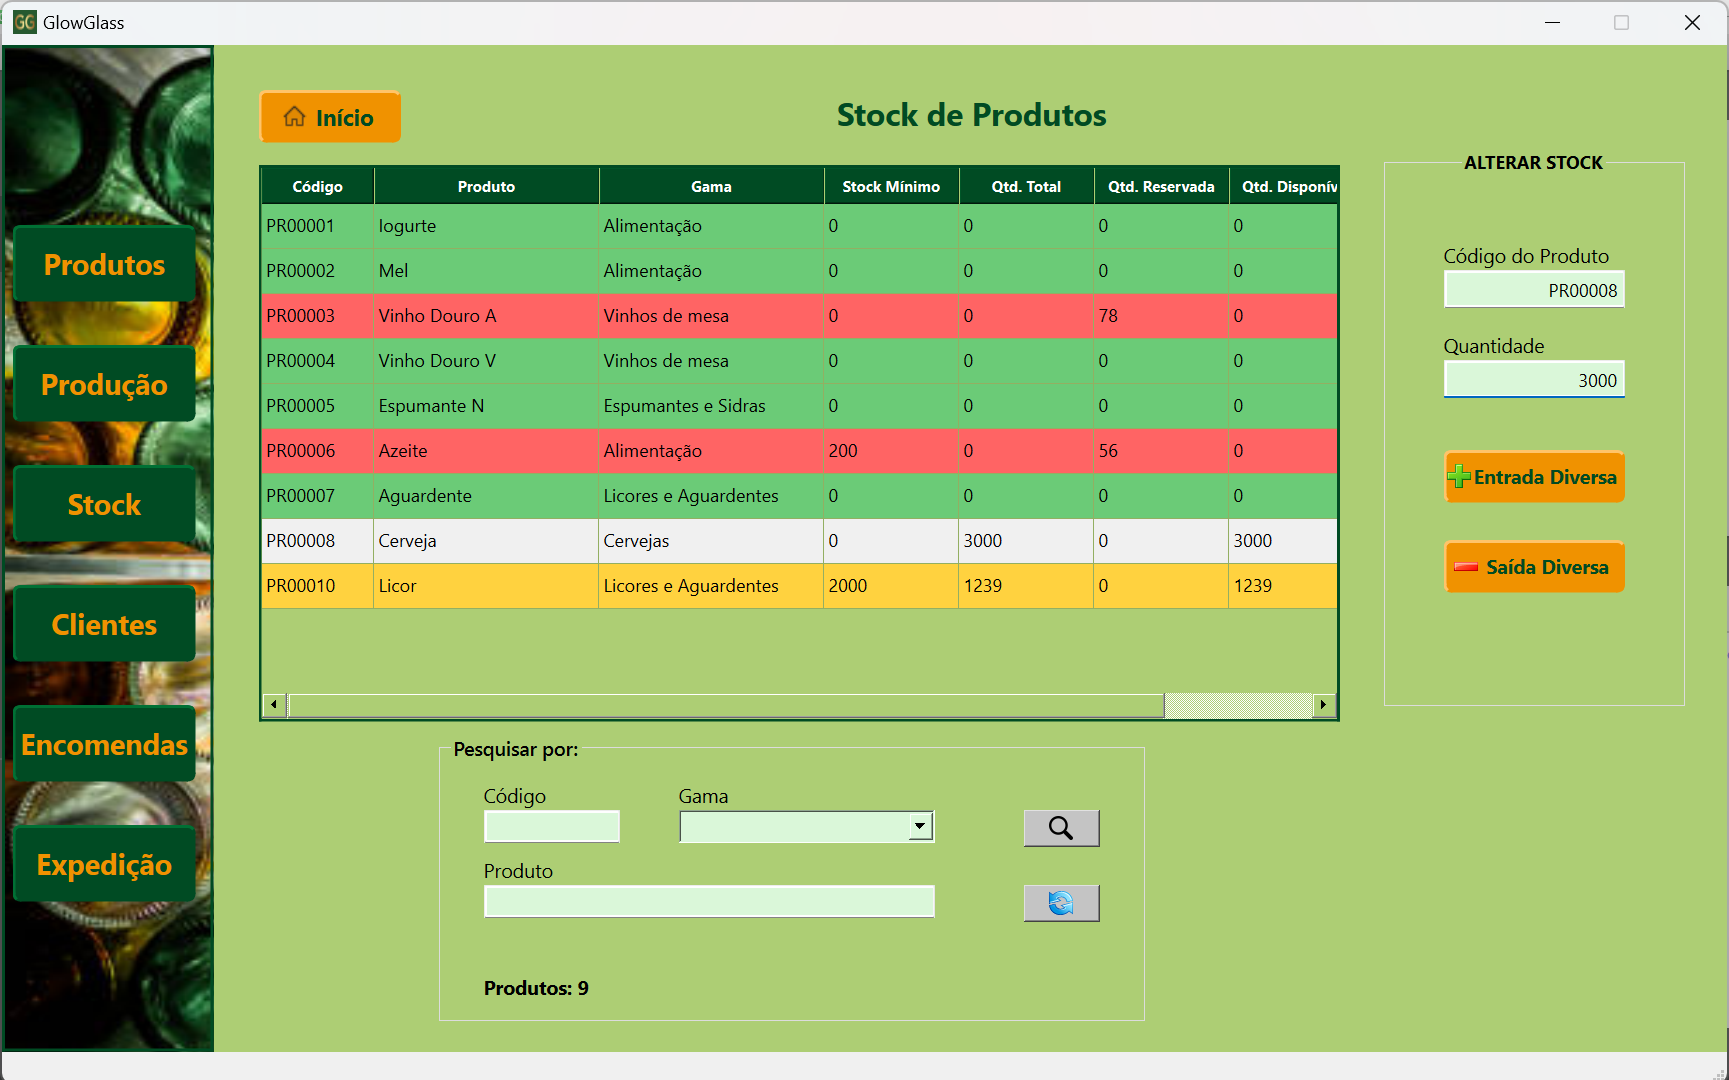 GlowGlass
Início
Stock de Produtos
Produtos
Produção
Stock
Clientes
Encomendas
Expedição
Código Produto Gama Stock Mínimo Qtd. Total Qtd. Reservada Qtd. Disponív
PR00001 Iogurte Alimentação 0 0 0 0
PR00002 Mel Alimentação 0 0 0 0
PR00003 Vinho Douro A Vinhos de mesa 0 0 78 0
PR00004 Vinho Douro V Vinhos de mesa 0 0 0 0
PR00005 Espumante N Espumantes e Sidras 0 0 0 0
PR00006 Azeite Alimentação 200 0 56 0
PR00007 Aguardente Licores e Aguardentes 0 0 0 0
PR00008 Cerveja Cervejas 0 3000 0 3000
PR00010 Licor Licores e Aguardentes 2000 1239 0 1239
ALTERAR STOCK
Código do Produto
PR00008
Quantidade
3000
Entrada Diversa
Saída Diversa
Pesquisar por:
Código Gama
Produto
Produtos: 9